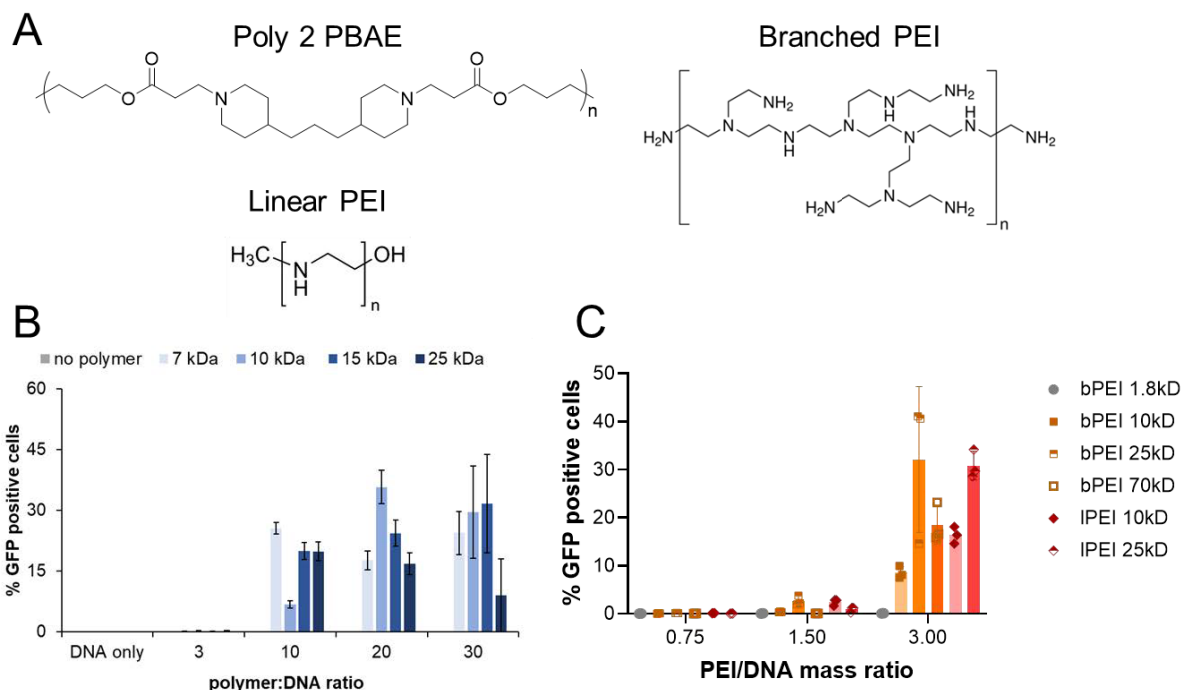 A
Poly 2 PBAE
Branched PEI
O
O
N
N
O
O
n
NH2
N
H
NH2
H2N
N
N
H
N
N
H
N
NH2
N
H2N
NH2
n
Linear PEI
H3C
N
H
OH
n
B
no polymer 7 kDa 10 kDa 15 kDa 25 kDa
% GFP positive cells
60
45
30
15
0
DNA only 3 10 20 30
polymer:DNA ratio
C
% GFP positive cells
50
40
30
20
10
0
0.75 1.50 3.00
PEI/DNA mass ratio
bPEI 1.8kD
bPEI 10kD
bPEI 25kD
bPEI 70kD
lPEI 10kD
lPEI 25kD